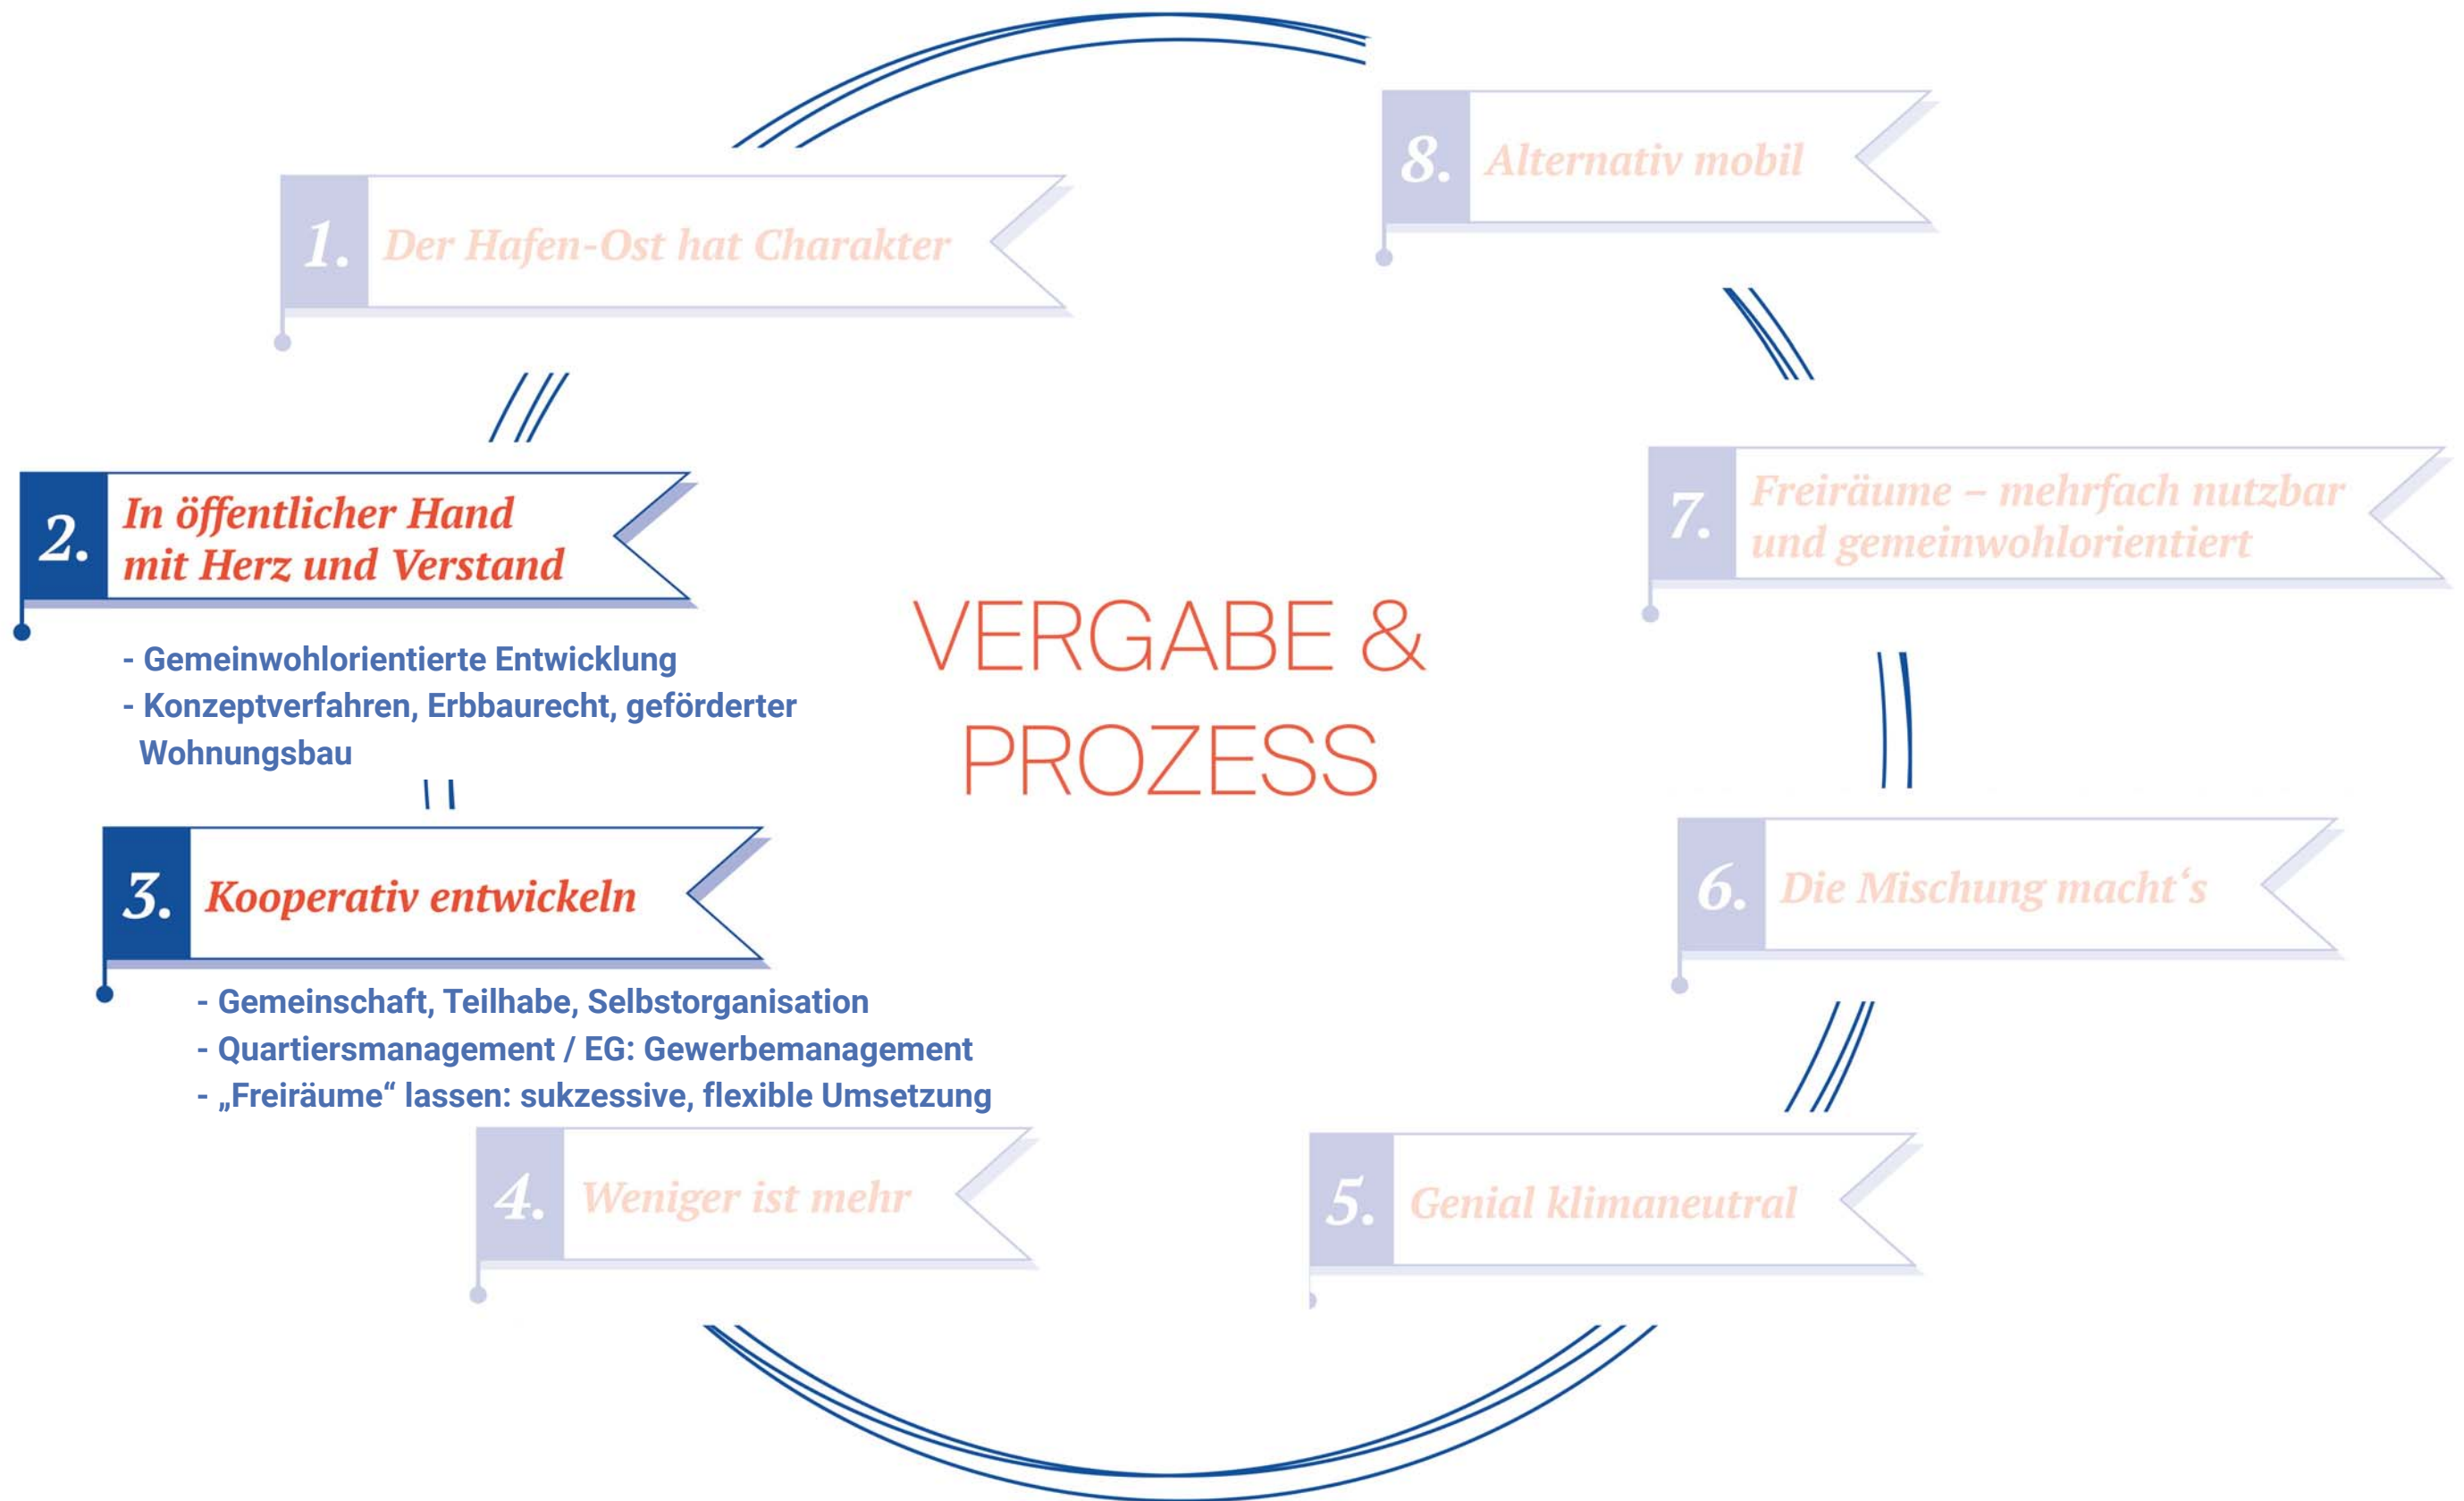 1. Der Hafen-Ost hat Charakter
2. In öffentlicher Hand
mit Herz und Verstand
- Gemeinwohlorientierte Entwicklung
- Konzeptverfahren, Erbbaurecht, geförderter
Wohnungsbau
3. Kooperativ entwickeln
- Gemeinschaft, Teilhabe, Selbstorganisation
- Quartiersmanagement / EG: Gewerbemanagement
- „Freiräume“ lassen: sukzessive, flexible Umsetzung
4. Weniger ist mehr
5. Genial klimaneutral
6. Die Mischung macht‘s
7. Freiräume – mehrfach nutzbar
und gemeinwohlorientiert
8. Alternativ mobil
VERGABE &
PROZESS